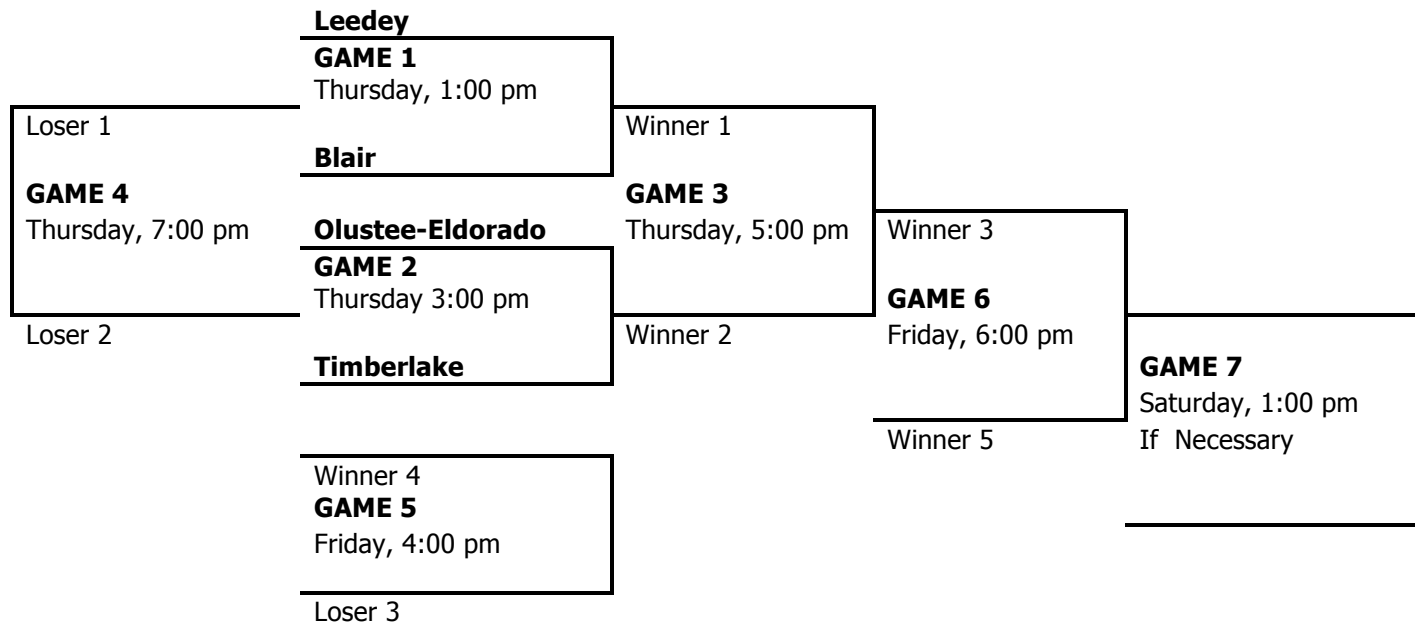 Leedey
GAME 1
Thursday, 1:00 pm
Loser 1
Winner 1
Blair
GAME 4
GAME 3
Thursday, 7:00 pm
Olustee-Eldorado
Thursday, 5:00 pm
Winner 3
GAME 2
Thursday 3:00 pm
GAME 6
Loser 2
Winner 2
Friday, 6:00 pm
Timberlake
GAME 7
Saturday, 1:00 pm
Winner 5
If Necessary
Winner 4
GAME 5
Friday, 4:00 pm
Loser 3